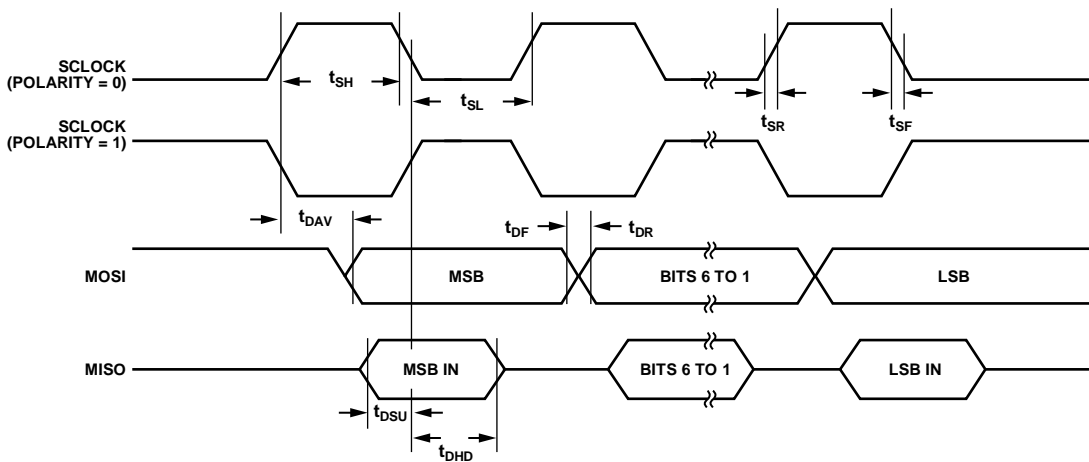 SCLOCK
(POLARITY = 0)
tSH
tSL
tSR
tSF
SCLOCK
(POLARITY = 1)
tDAV
tDF
tDR
MOSI
MSB
BITS 6 TO 1
LSB
MISO
MSB IN
BITS 6 TO 1
LSB IN
tDSU
tDHD